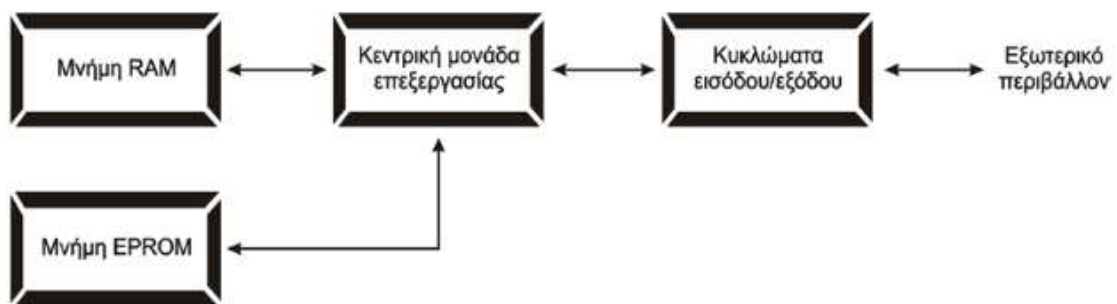 Μνήμη RAM
Κεντρική μονάδα
επεξεργασίας
Κυκλώματα
εισόδου/εξόδου
Εξωτερικό
περιβάλλον
Μνήμη EPROM